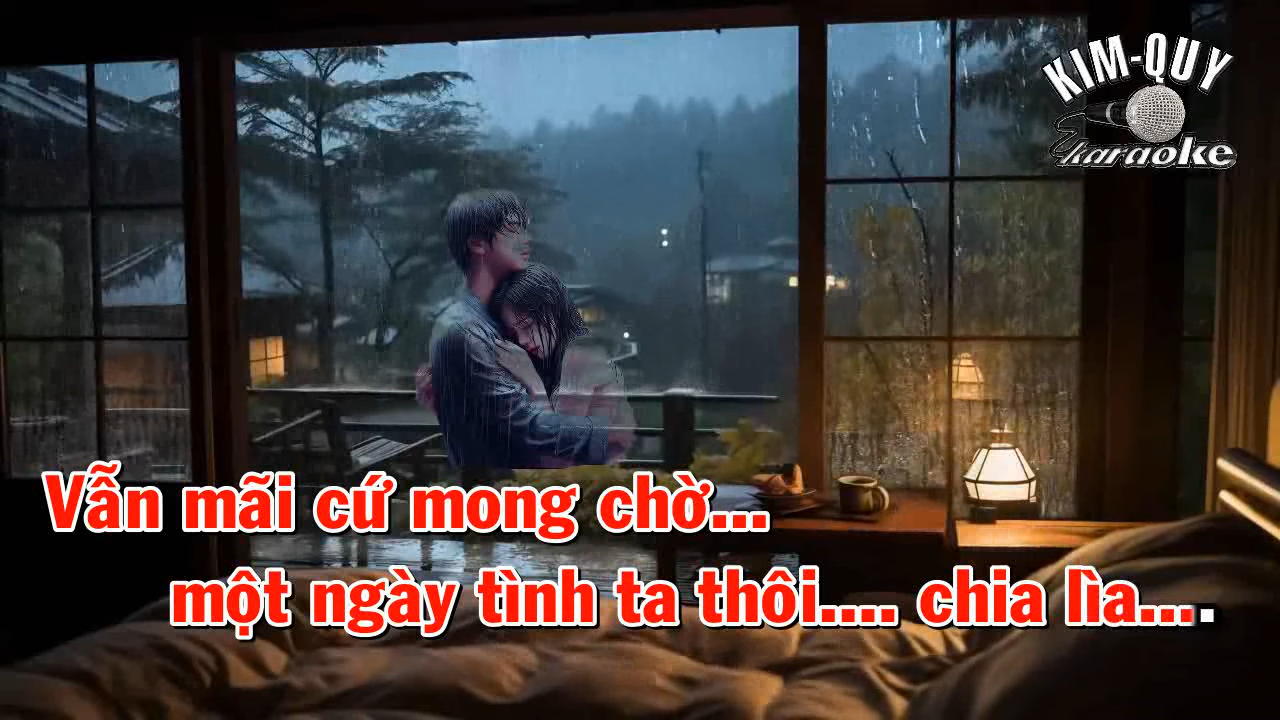 KIM-QUY
karaoke
Vẫn mãi cứ mong chờ...
một ngày tình ta thôi.... chia lìa....